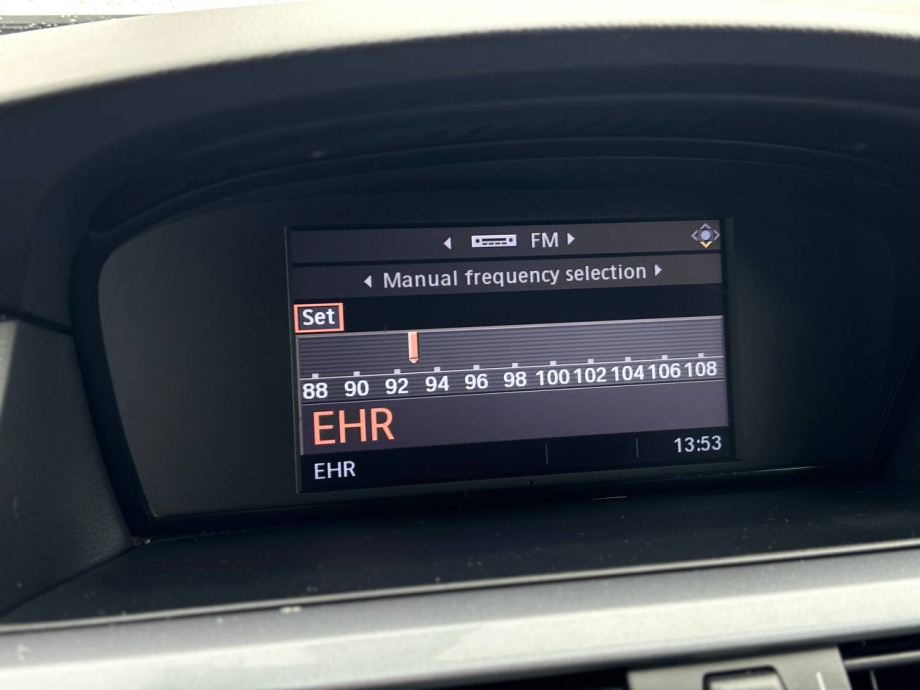 FM
Manual frequency selection
Set
88 90 92 94 96 98 100 102 104 106 108
EHR
EHR 13:53